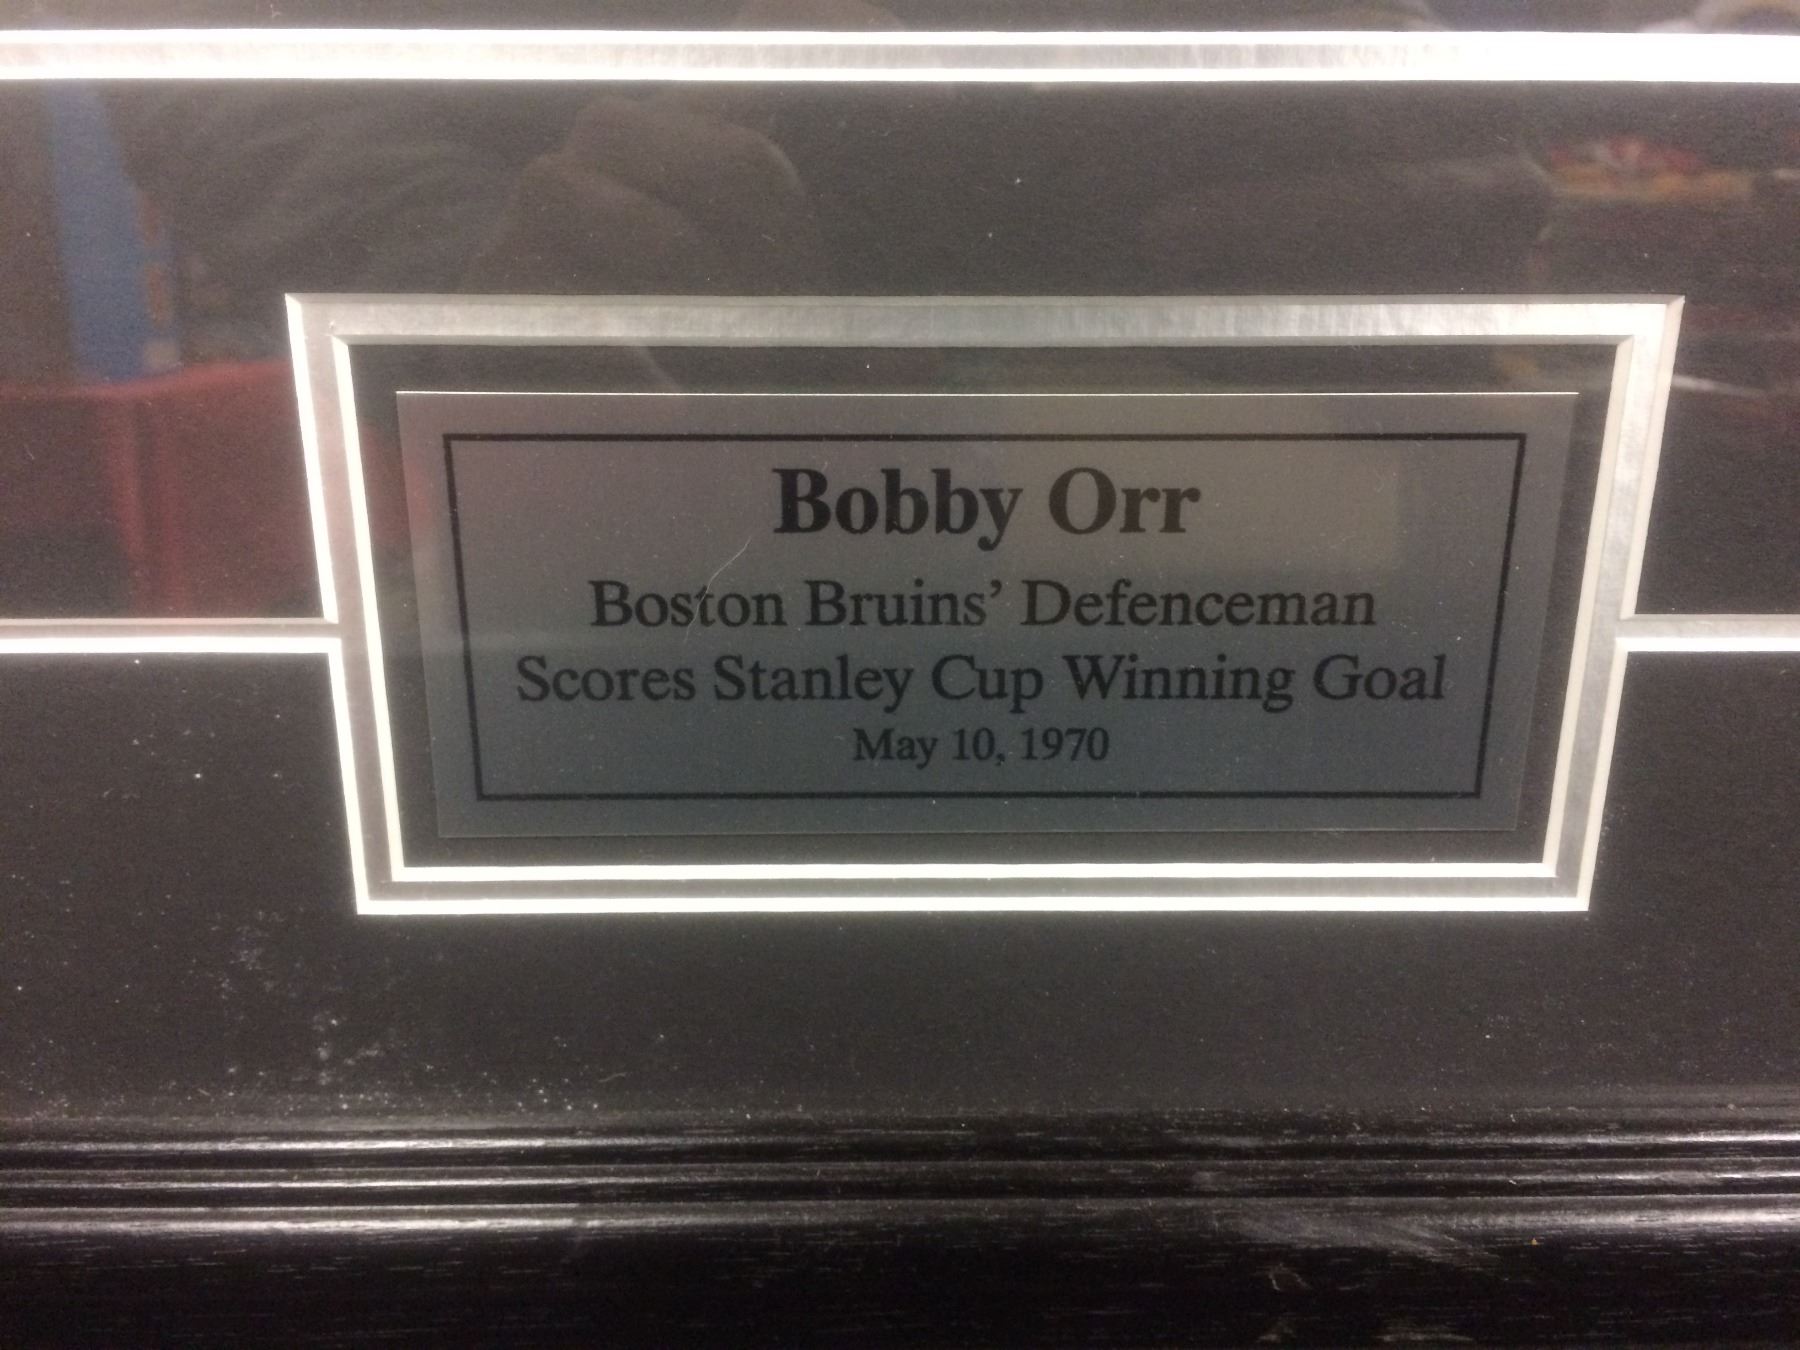 Bobby Orr
Boston Bruins’ Defenceman
Scores Stanley Cup Winning Goal
May 10, 1970